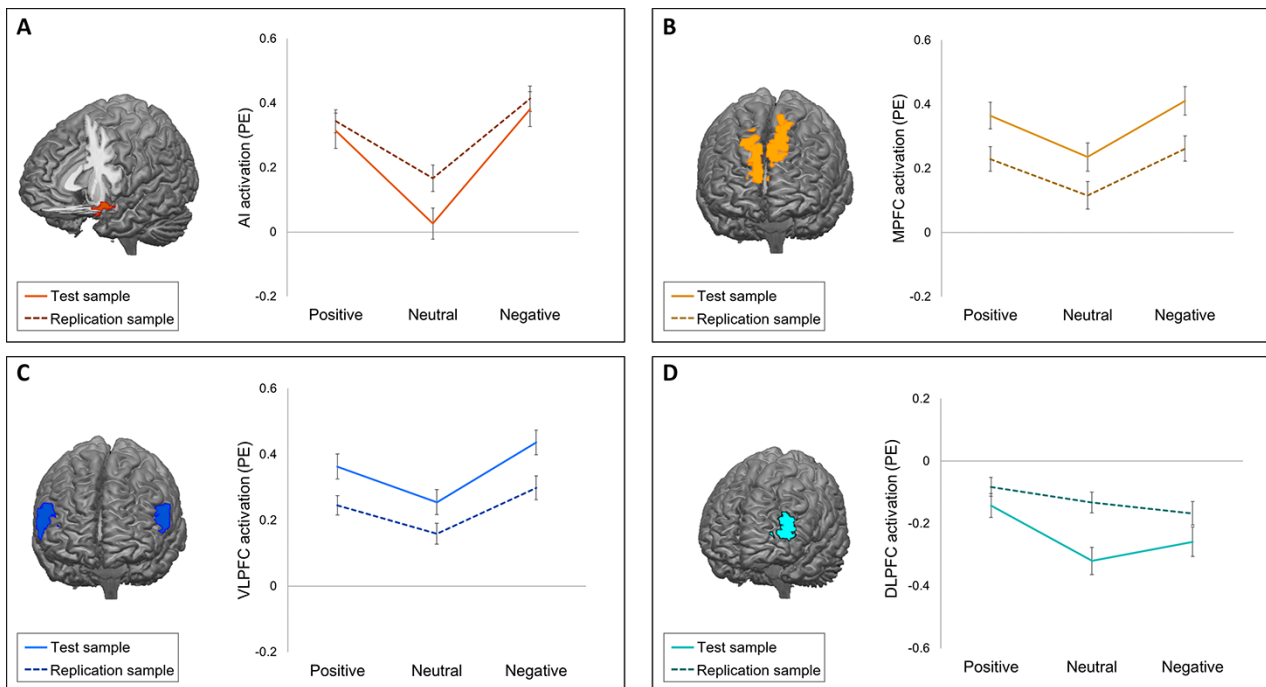 A
0.6
0.4
0.2
0
-0.2
AI activation (PE)
Positive Neutral Negative
Test sample
Replication sample
B
0.6
0.4
0.2
0
-0.2
MPFC activation (PE)
Positive Neutral Negative
Test sample
Replication sample
C
0.6
0.4
0.2
0
-0.2
VLPFC activation (PE)
Positive Neutral Negative
Test sample
Replication sample
D
0.2
0
-0.2
-0.4
-0.6
DLPFC activation (PE)
Positive Neutral Negative
Test sample
Replication sample